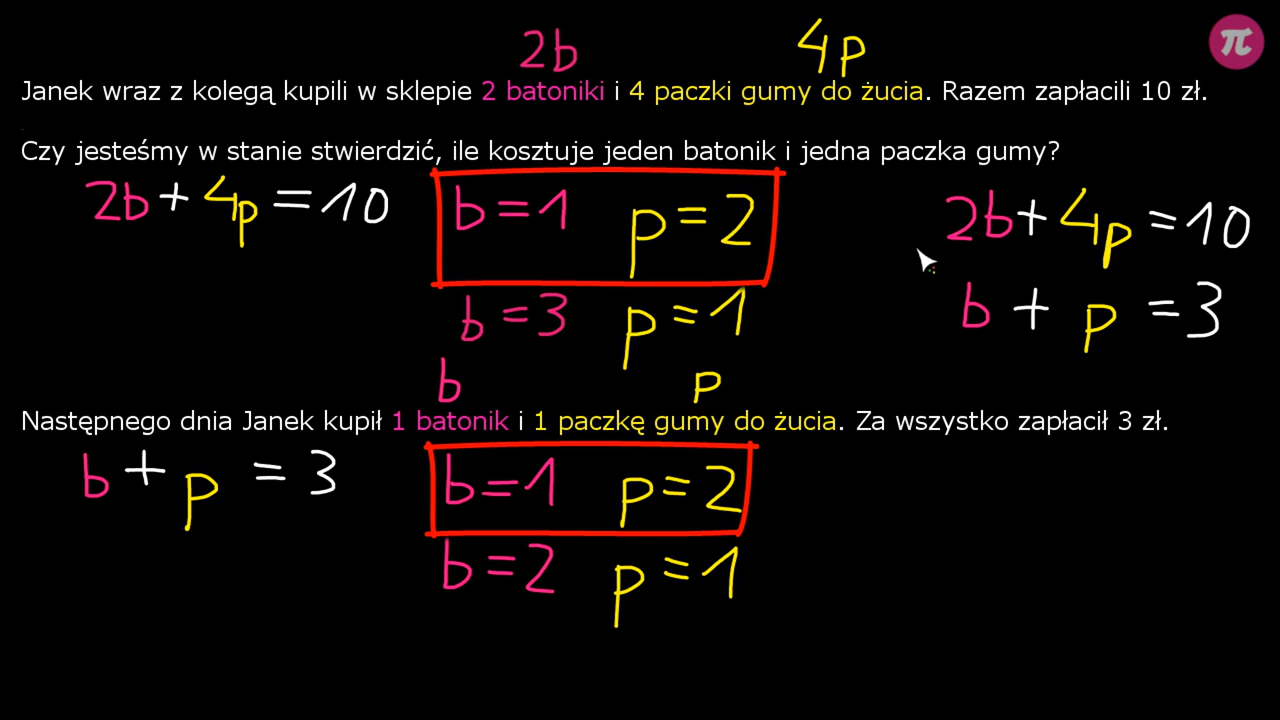 2b 4p
π
Janek wraz z kolegą kupili w sklepie 2 batoniki i 4 paczki gumy do żucia. Razem zapłacili 10 zł.
Czy jesteśmy w stanie stwierdzić, ile kosztuje jeden batonik i jedna paczka gumy?
2b+4p=10 b=1 p=2 2b+4p=10
b=3 p=1 b+p=3
b p
Następnego dnia Janek kupił 1 batonik i 1 paczkę gumy do żucia. Za wszystko zapłacił 3 zł.
b+p=3 b=1 p=2
b=2 p=1